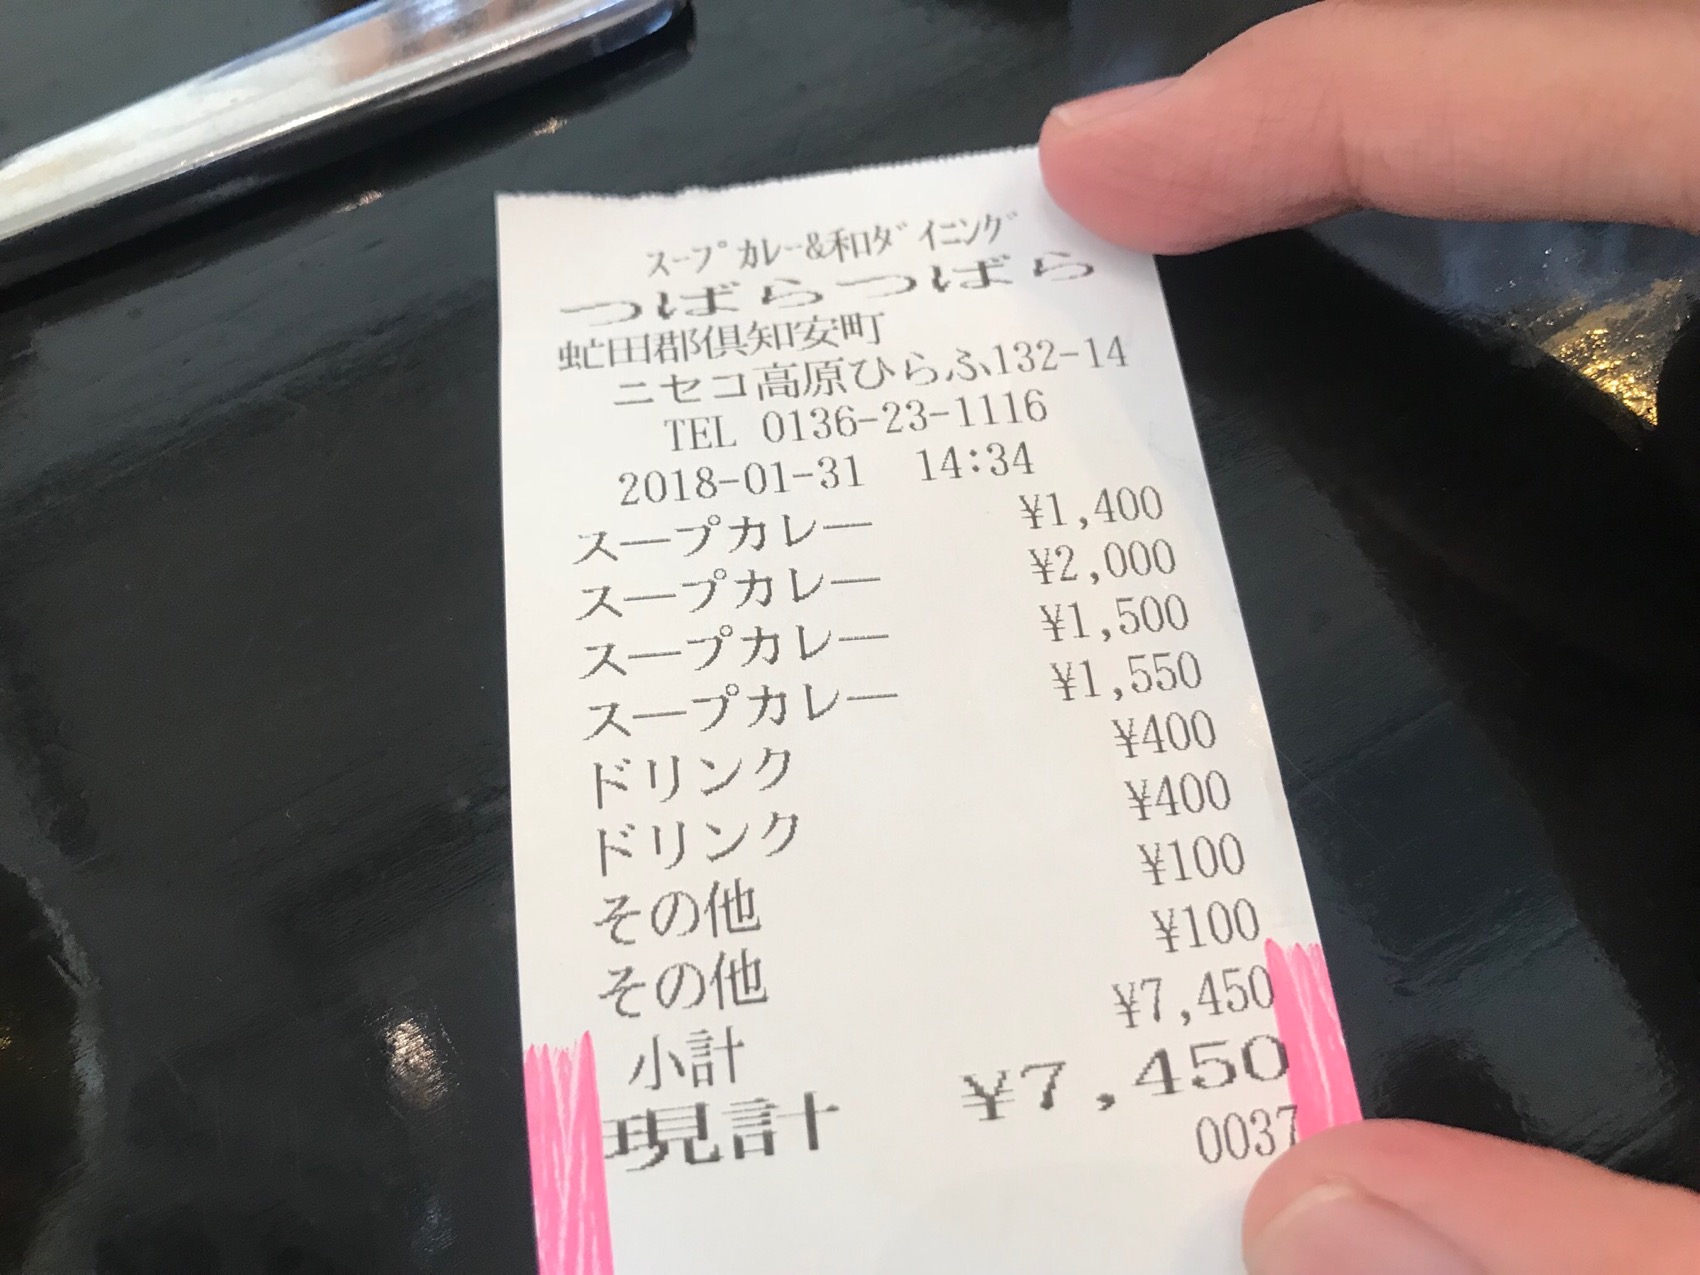 スープカレー&和ダイニング
つばらつばら
虻田郡倶知安町
ニセコ高原ひらふ132-14
TEL 0136-23-1116
2018-01-31 14:34
スープカレー ¥1,400
スープカレー ¥2,000
スープカレー ¥1,500
スープカレー ¥1,550
ドリンク ¥400
ドリンク ¥400
その他 ¥100
その他 ¥100
小計 ¥7,450
現計 ¥7,450
0037